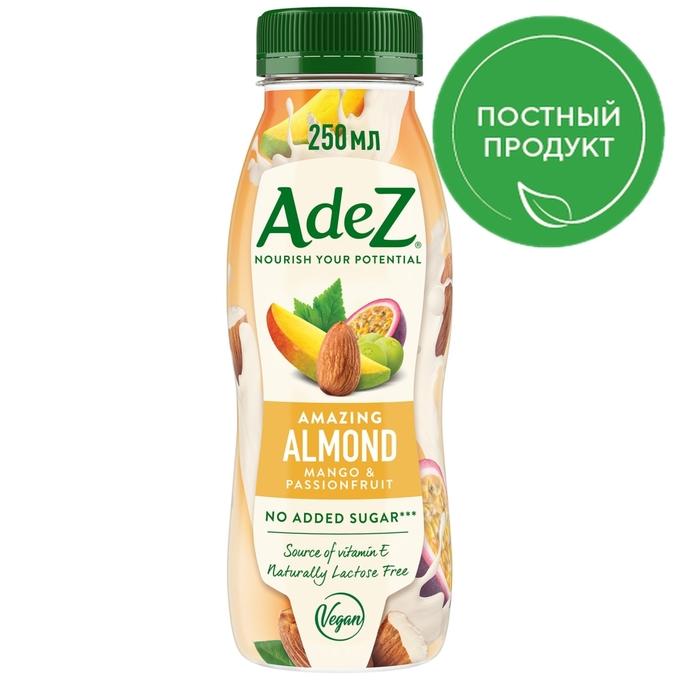 250 МЛ
ПОСТНЫЙ
ПРОДУКТ
AdeZ®
NOURISH YOUR POTENTIAL
AMAZING
ALMOND
MANGO &
PASSIONFRUIT
NO ADDED SUGAR***
Source of vitamin E
Naturally Lactose Free
Vegan